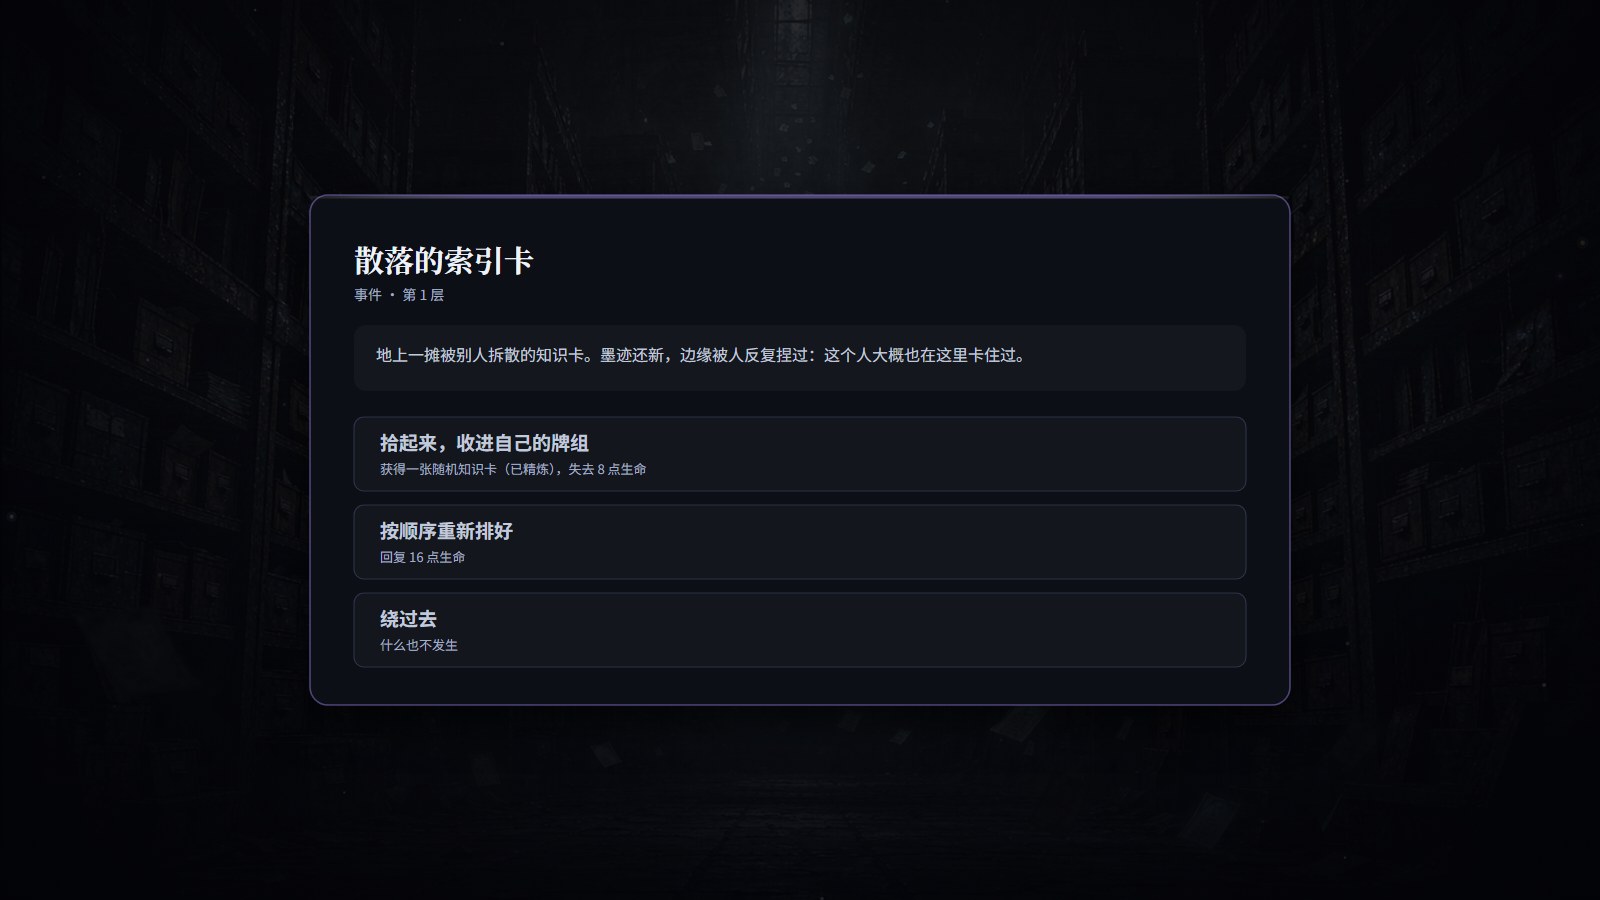 散落的索引卡
事件 · 第 1 层
地上一摊被别人拆散的知识卡。墨迹还新，边缘被人反复捏过：这个人大概也在这里卡住过。
拾起来，收进自己的牌组
获得一张随机知识卡（已精炼），失去 8 点生命
按顺序重新排好
回复 16 点生命
绕过去
什么也不发生